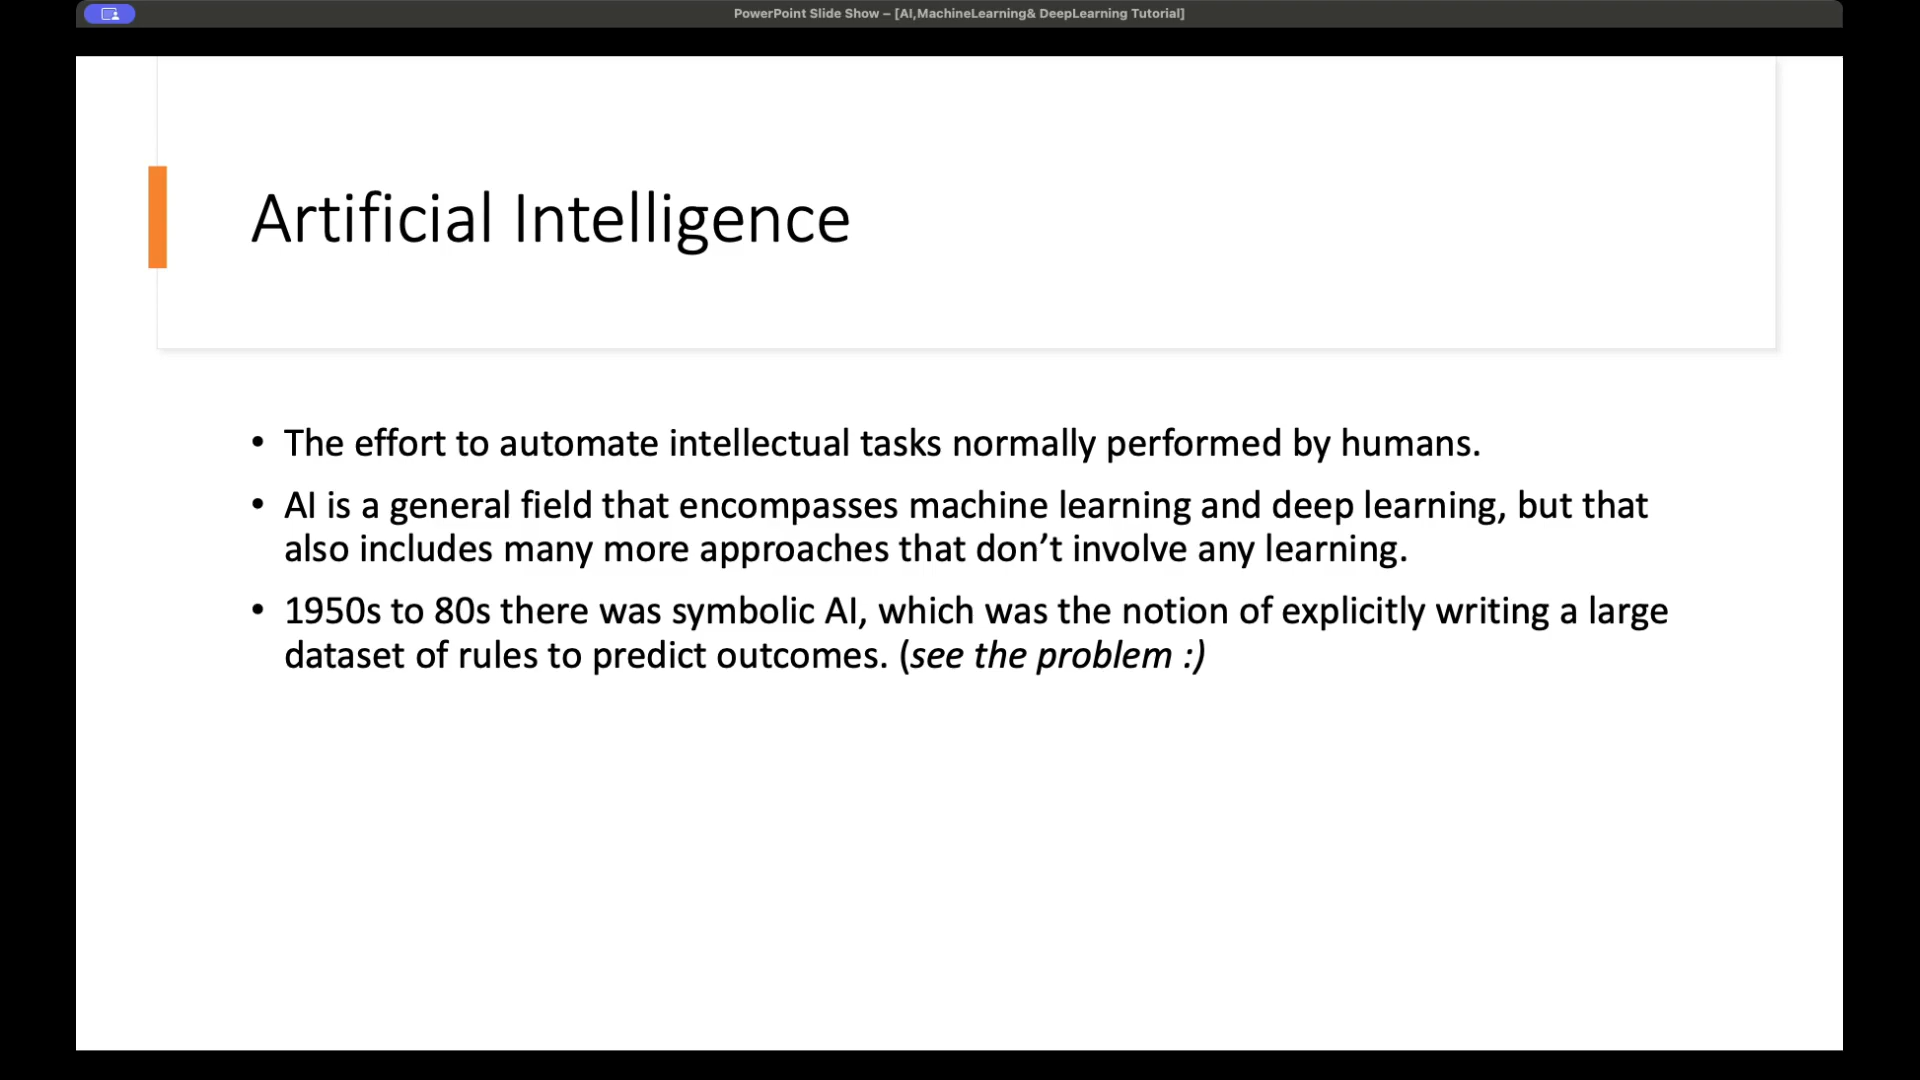 PowerPoint Slide Show – [AI,MachineLearning& DeepLearning Tutorial]
Artificial Intelligence
• The effort to automate intellectual tasks normally performed by humans.
• AI is a general field that encompasses machine learning and deep learning, but that
also includes many more approaches that don’t involve any learning.
• 1950s to 80s there was symbolic AI, which was the notion of explicitly writing a large
dataset of rules to predict outcomes. (see the problem :)